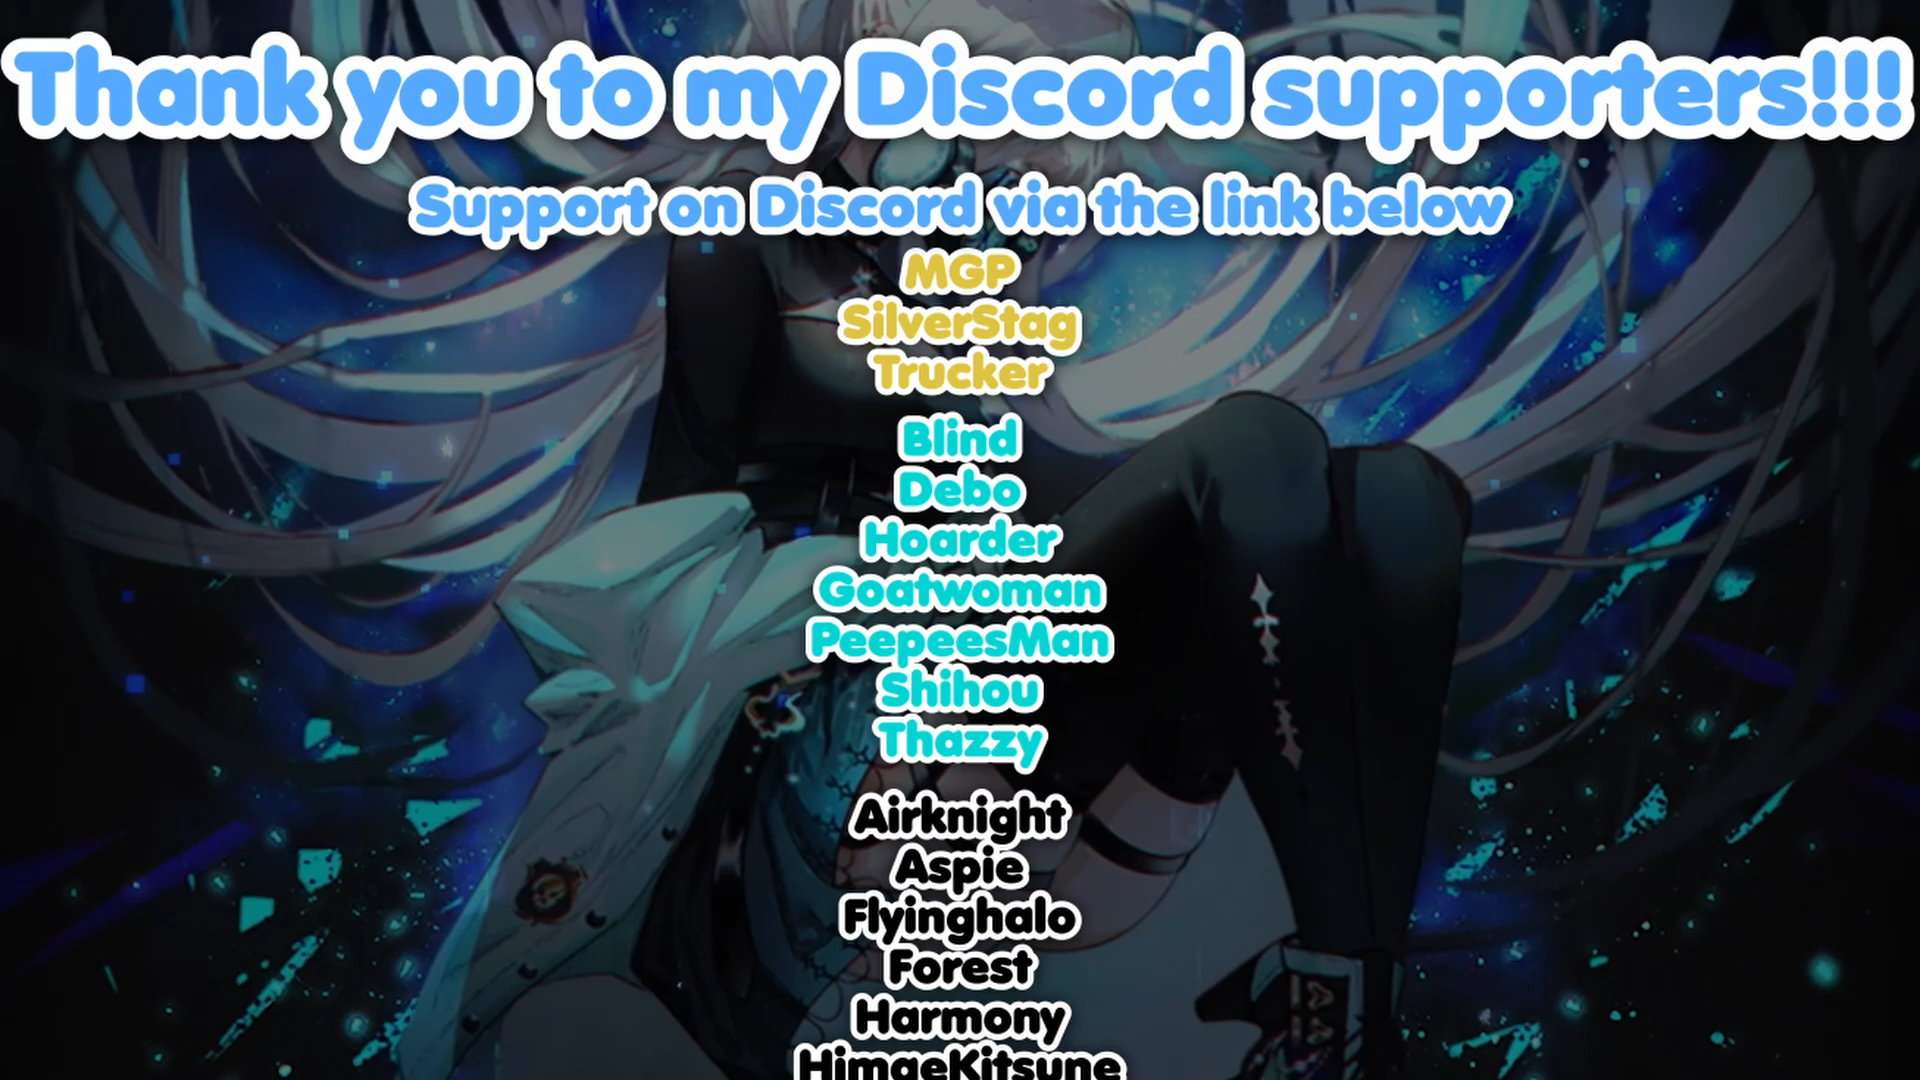 Thank you to my Discord supporters!!!
Support on Discord via the link below
MGP
SilverStag
Trucker
Blind
Debo
Hoarder
Goatwoman
PeepeesMan
Shihou
Thazzy
Airknight
Aspie
Flyinghalo
Forest
Harmony
HimaeKitsune